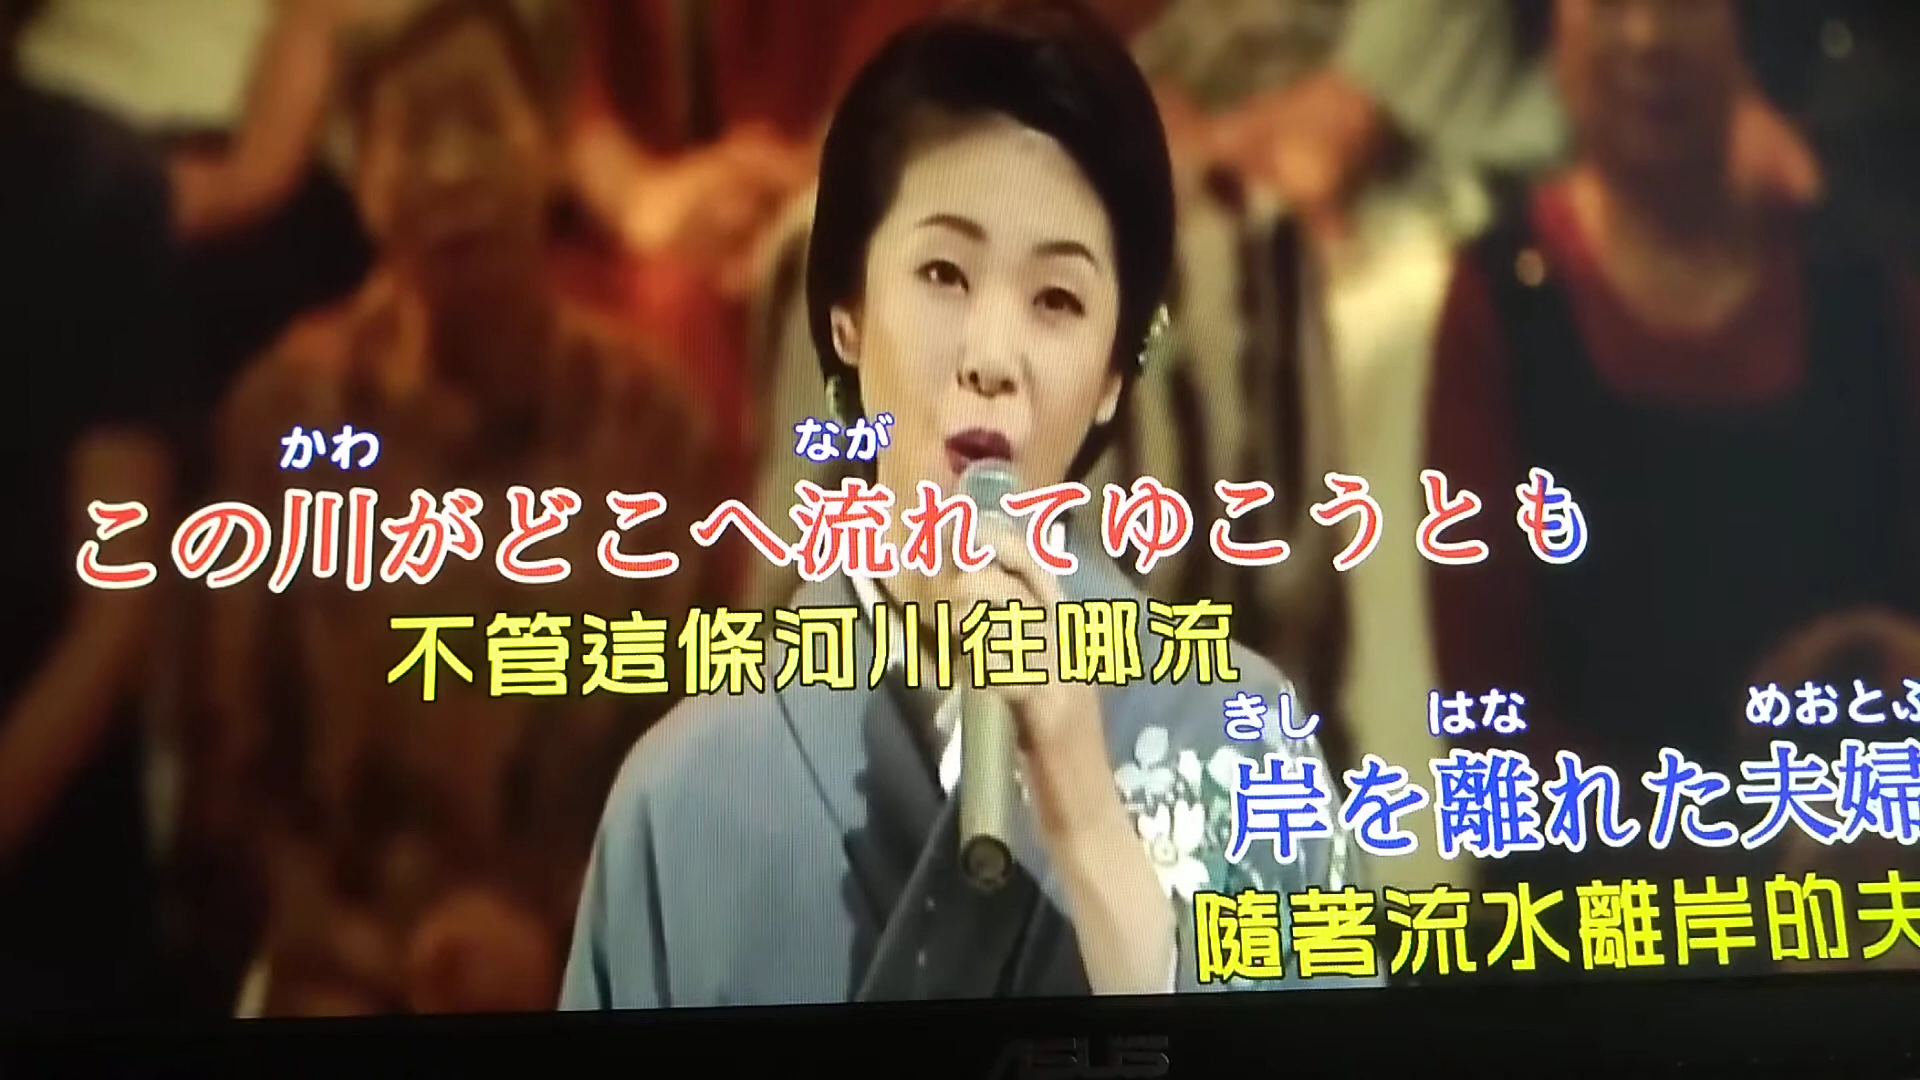 かわ なが
この川がどこへ流れてゆこうとも
不管這條河川往哪流
きし はな めおとふ
岸を離れた夫婦
隨著流水離岸的夫
ASUS